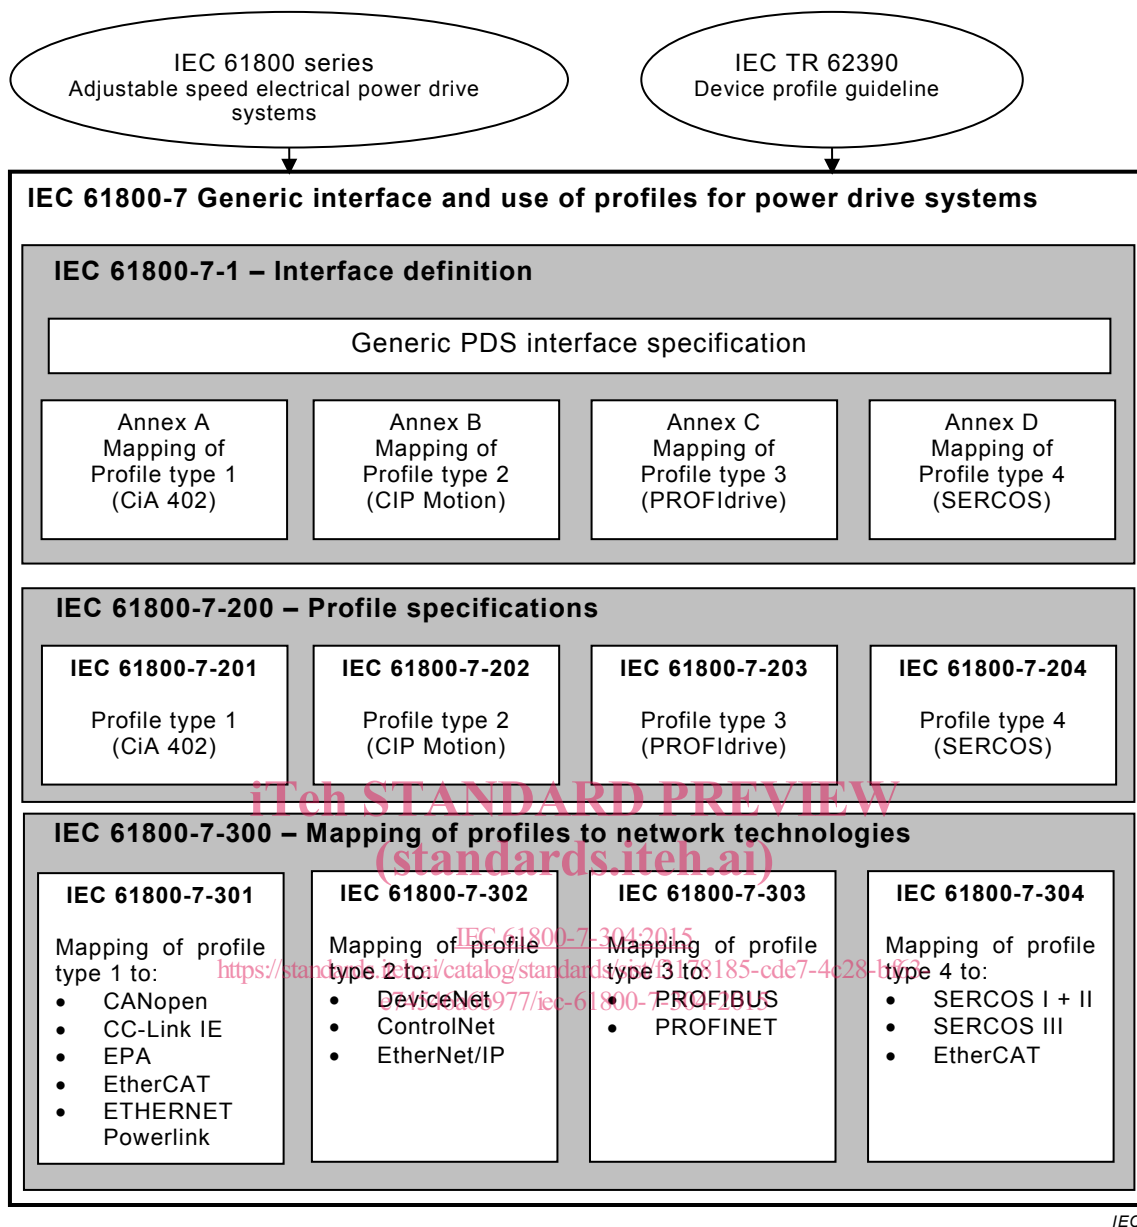 IEC 61800 series
Adjustable speed electrical power drive
systems
IEC TR 62390
Device profile guideline
IEC 61800-7 Generic interface and use of profiles for power drive systems
IEC 61800-7-1 – Interface definition
Generic PDS interface specification
Annex A
Mapping of
Profile type 1
(CiA 402)
Annex B
Mapping of
Profile type 2
(CIP Motion)
Annex C
Mapping of
Profile type 3
(PROFIdrive)
Annex D
Mapping of
Profile type 4
(SERCOS)
IEC 61800-7-200 – Profile specifications
IEC 61800-7-201
Profile type 1
(CiA 402)
IEC 61800-7-202
Profile type 2
(CIP Motion)
IEC 61800-7-203
Profile type 3
(PROFIdrive)
IEC 61800-7-204
Profile type 4
(SERCOS)
iTeh STANDARD PREVIEW
IEC 61800-7-300 – Mapping of profiles to network technologies
(standards.iteh.ai)
IEC 61800-7-301
Mapping of profile
type 1 to:
• CANopen
• CC-Link IE
• EPA
• EtherCAT
• ETHERNET
Powerlink
IEC 61800-7-302
Mapping of profile
type 2 to:
• DeviceNet
• ControlNet
• EtherNet/IP
IEC 61800-7-303
Mapping of profile
type 3 to:
• PROFIBUS
• PROFINET
IEC 61800-7-304
Mapping of profile
type 4 to:
• SERCOS I + II
• SERCOS III
• EtherCAT
IEC 61800-7-304:2015
IEC